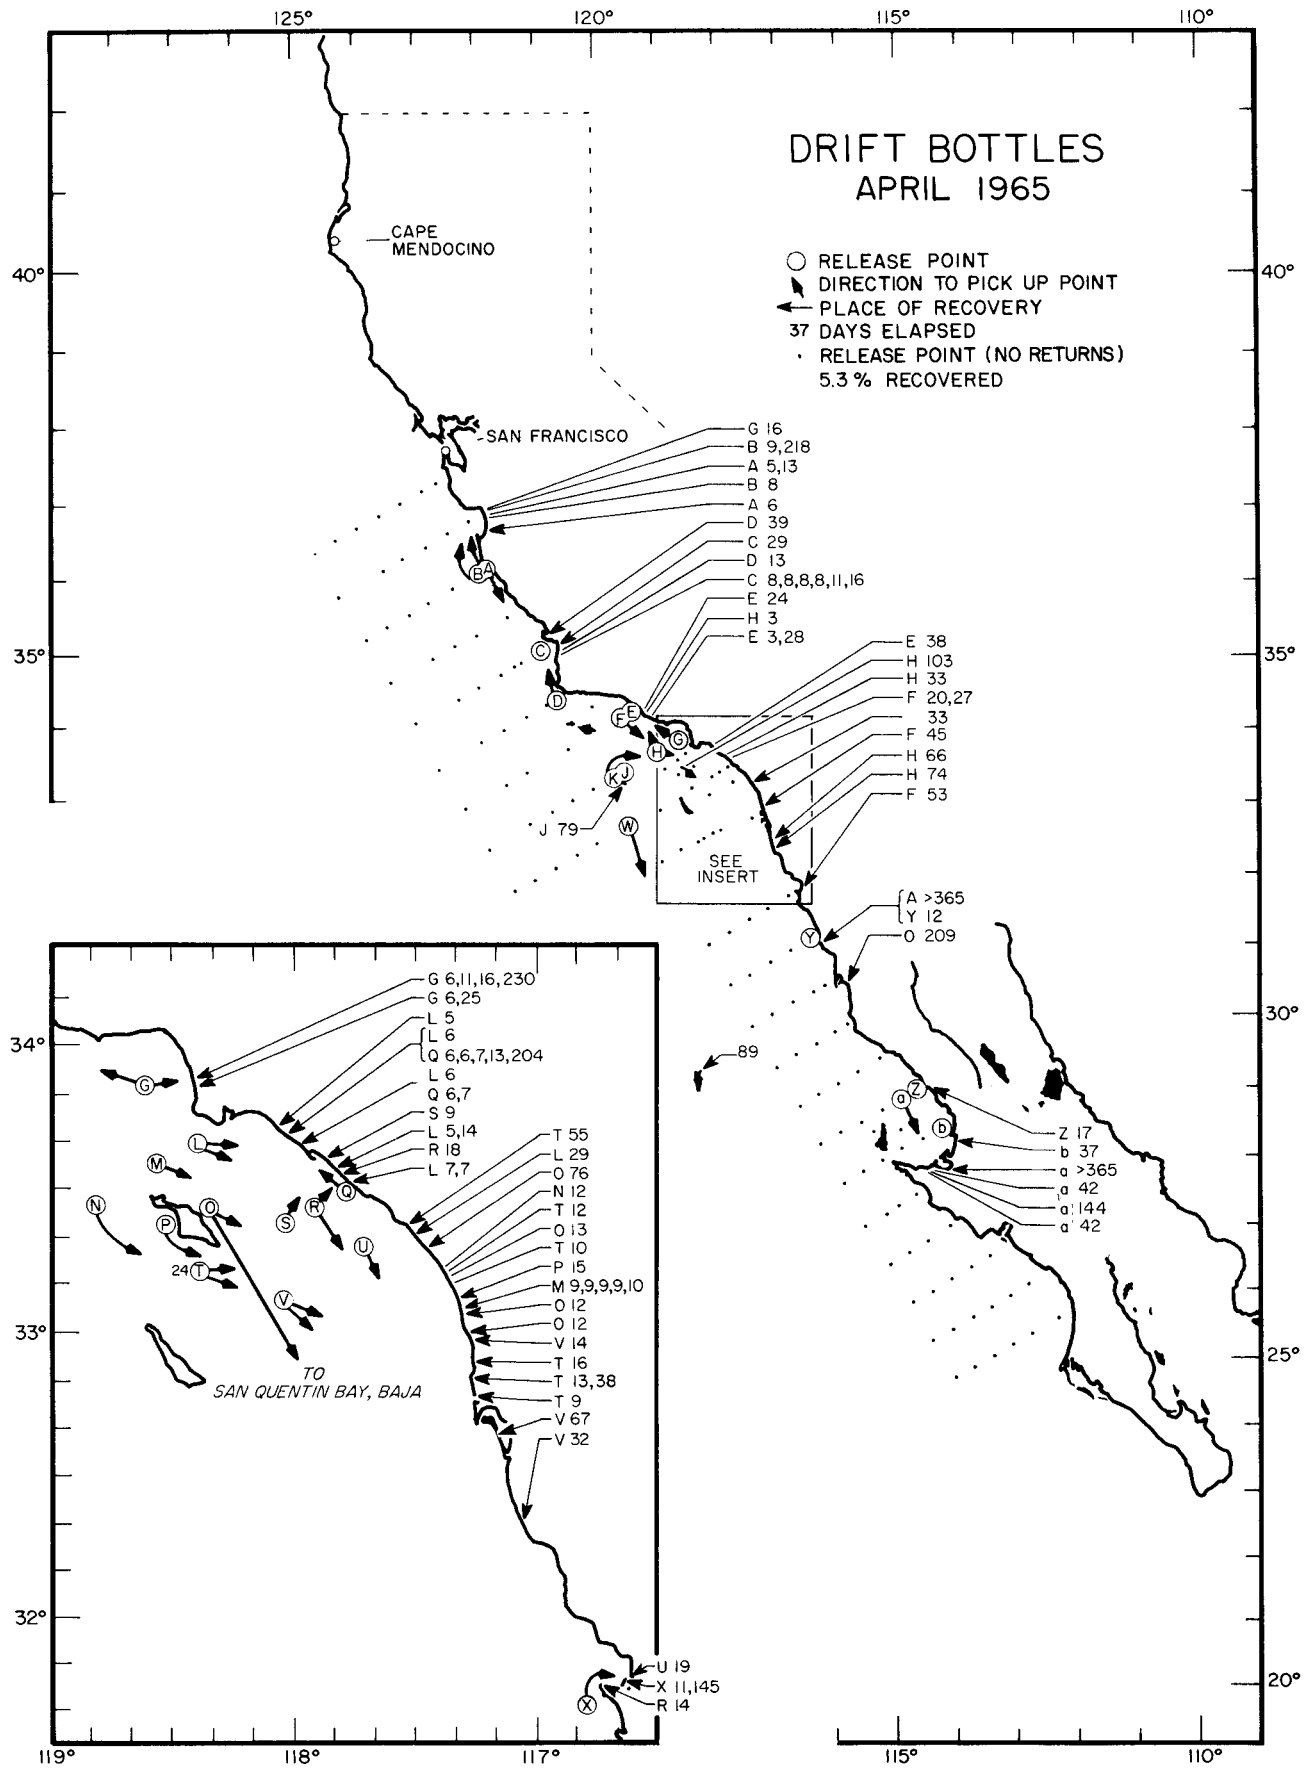 125° 120° 115° 110°
DRIFT BOTTLES
APRIL 1965
RELEASE POINT
DIRECTION TO PICK UP POINT
PLACE OF RECOVERY
37 DAYS ELAPSED
RELEASE POINT (NO RETURNS)
5.3 % RECOVERED
CAPE
MENDOCINO
40° 40°
SAN FRANCISCO
G 16
B 9,218
A 5,13
B 8
A 6
D 39
C 29
D 13
C 8,8,8,8,11,16
E 24
H 3
E 3,28
B A
C
D
35° 35°
E 38
H 103
H 33
F 20,27
33
F 45
H 66
H 74
F 53
F E
G
H
K J
J 79
W
SEE
INSERT
A >365
Y 12
O 209
Y
30°
89
Z
a
b
Z 17
b 37
a >365
a 42
a 144
a 42
25°
20°
115° 110°
G 6,11,16,230
G 6,25
L 5
L 6
Q 6,6,7,13,204
L 6
Q 6,7
S 9
L 5,14
R 18
L 7,7
T 55
L 29
O 76
N 12
T 12
O 13
T 10
P 15
M 9,9,9,9,10
O 12
O 12
V 14
T 16
T 13,38
T 9
V 67
V 32
34°
G
L
M
N
O
P
Q
R
S
24 T
U
V
33°
TO
SAN QUENTIN BAY, BAJA
32°
U 19
X 11,145
R 14
X
119° 118° 117°